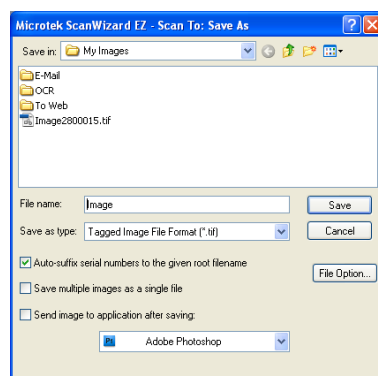 Microtek ScanWizard EZ - Scan To: Save As
Save in: My Images
E-Mail
OCR
To Web
Image2800015.tif
File name: Image Save
Save as type: Tagged Image File Format (*.tif) Cancel
Auto-suffix serial numbers to the given root filename
File Option...
Save multiple images as a single file
Send image to application after saving:
Ps Adobe Photoshop